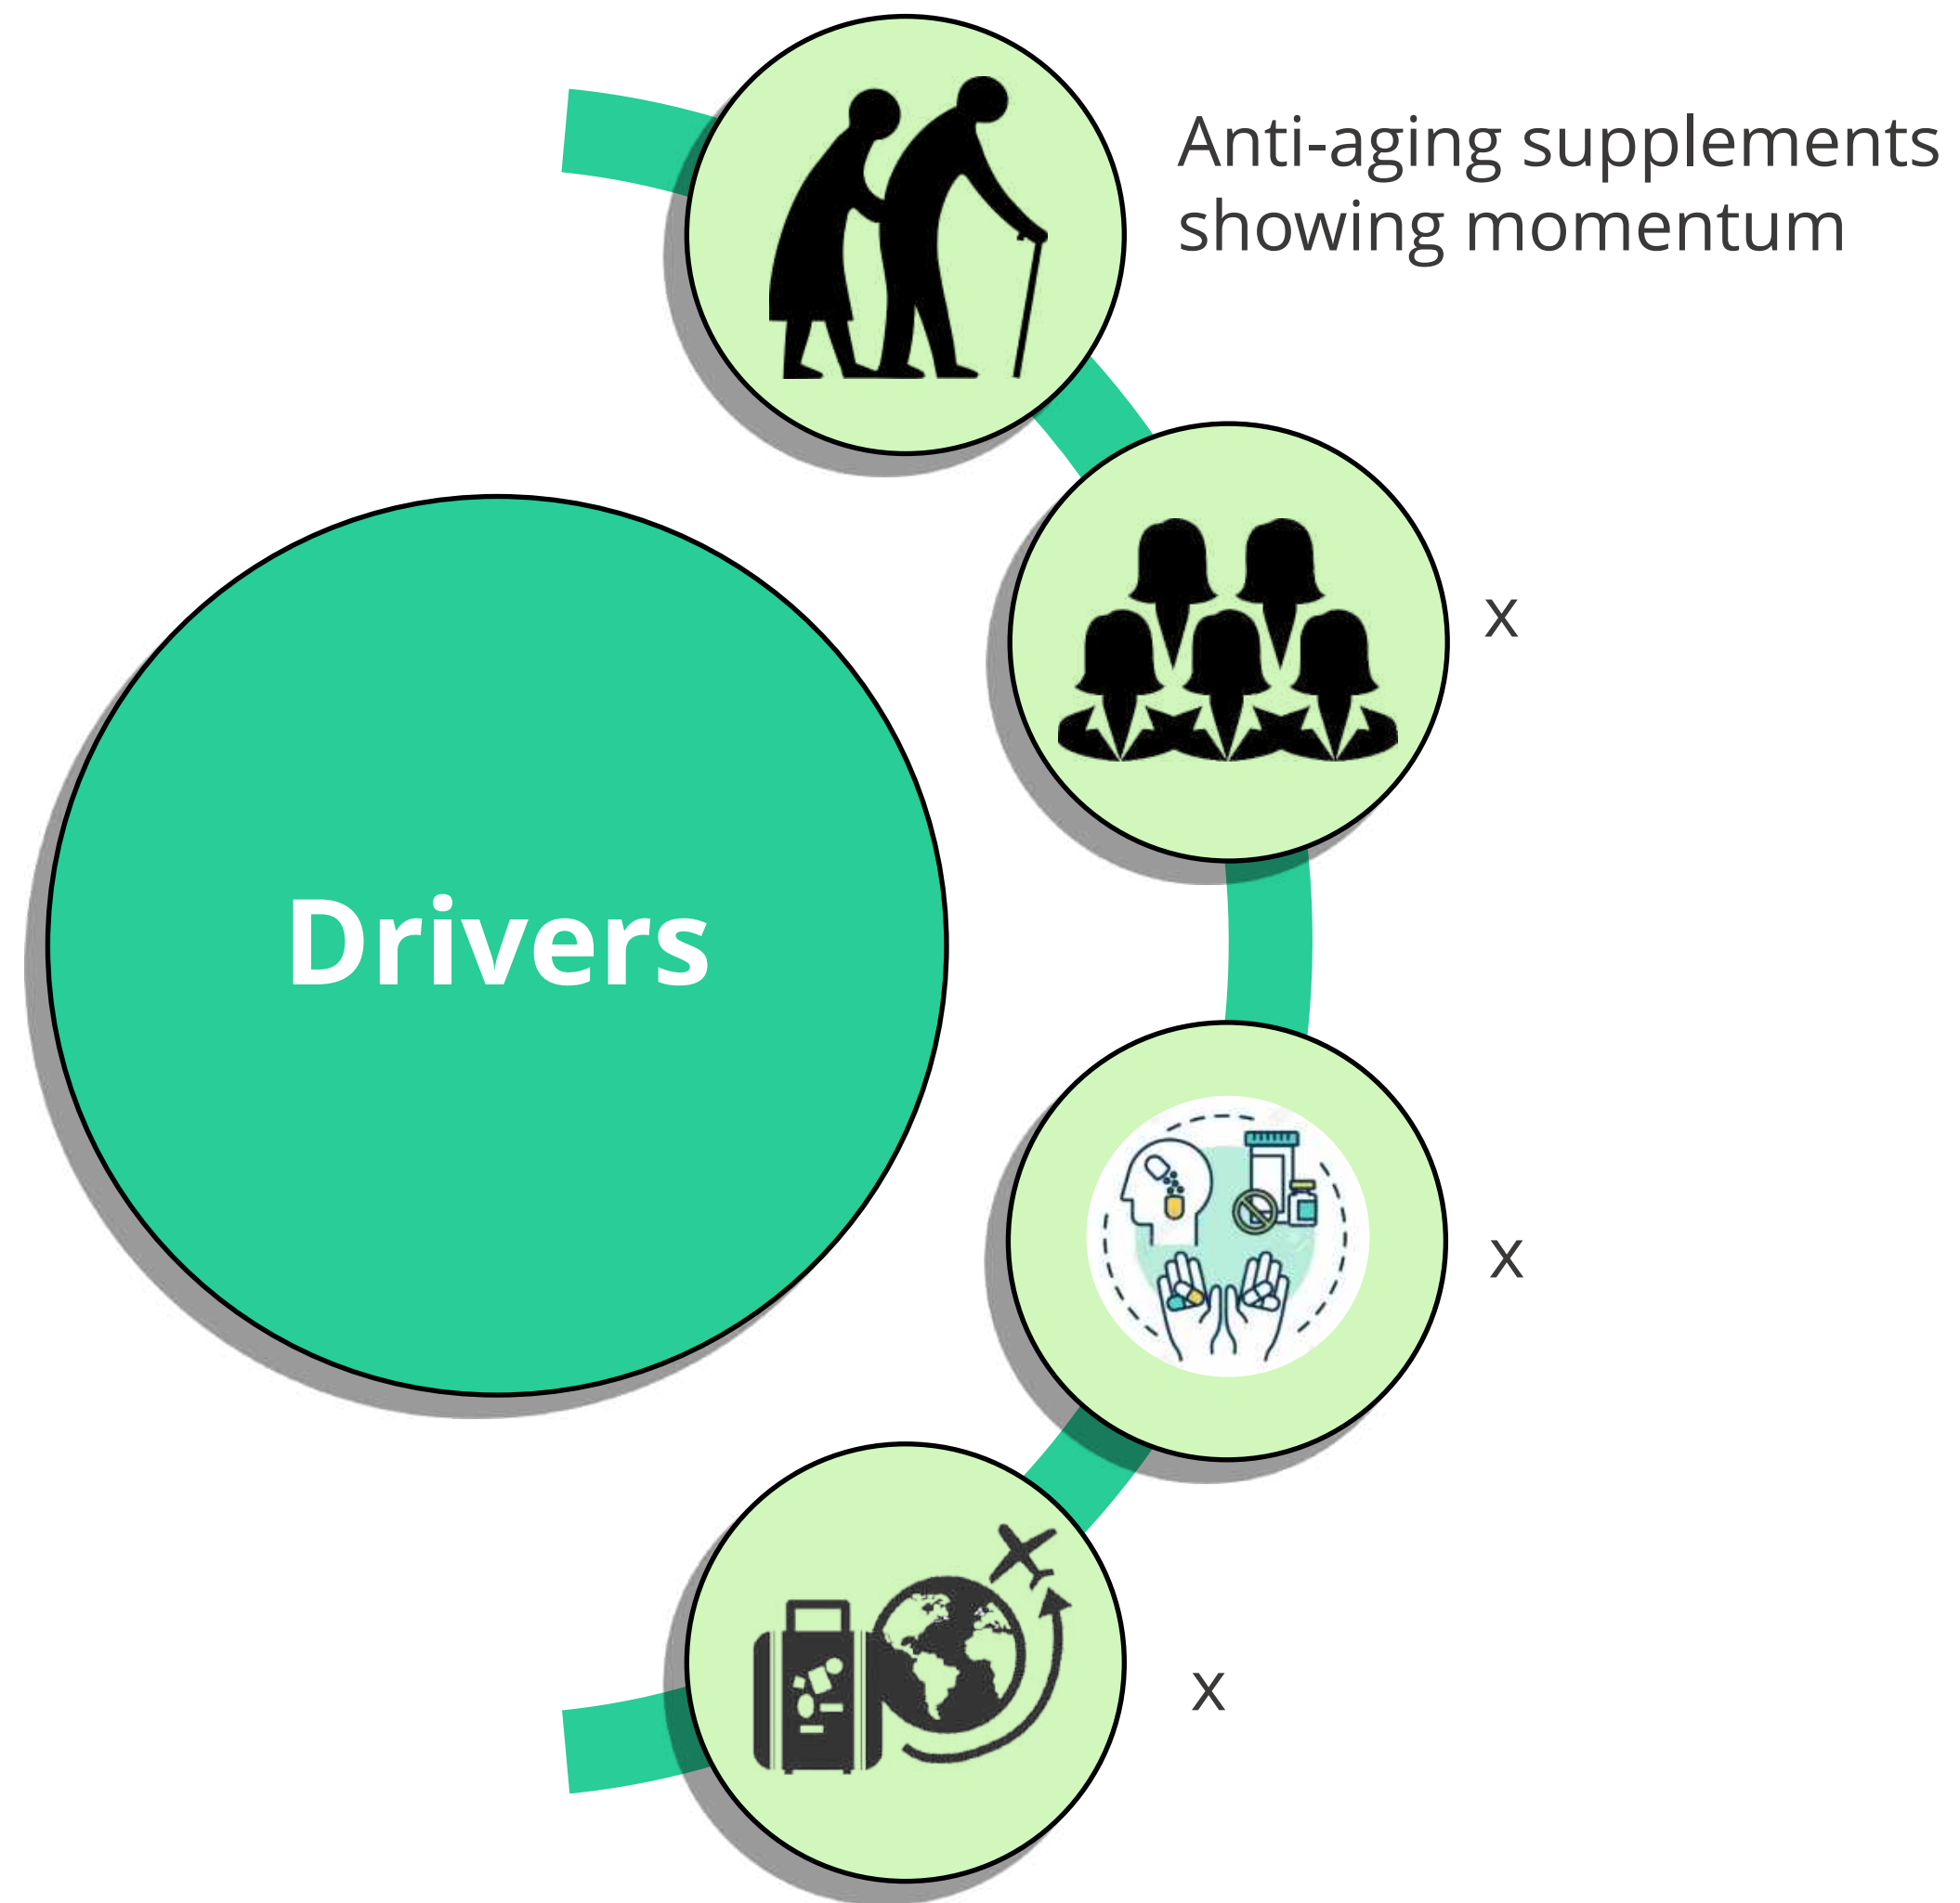 Anti-aging supplements
showing momentum
x
Drivers
x
x